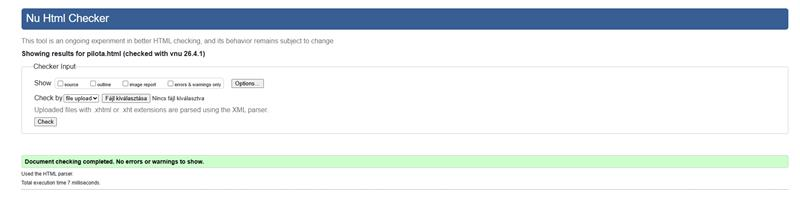 Nu Html Checker
This tool is an ongoing experiment in better HTML checking, and its behavior remains subject to change
Showing results for pilota.html (checked with vnu 26.4.1)
Checker Input
Show source outline image report errors & warnings only Options...
Check by file upload Fájl kiválasztása Nincs fájl kiválasztva
Uploaded files with .xhtml or .xht extensions are parsed using the XML parser.
Check
Document checking completed. No errors or warnings to show.
Used the HTML parser.
Total execution time 7 milliseconds.